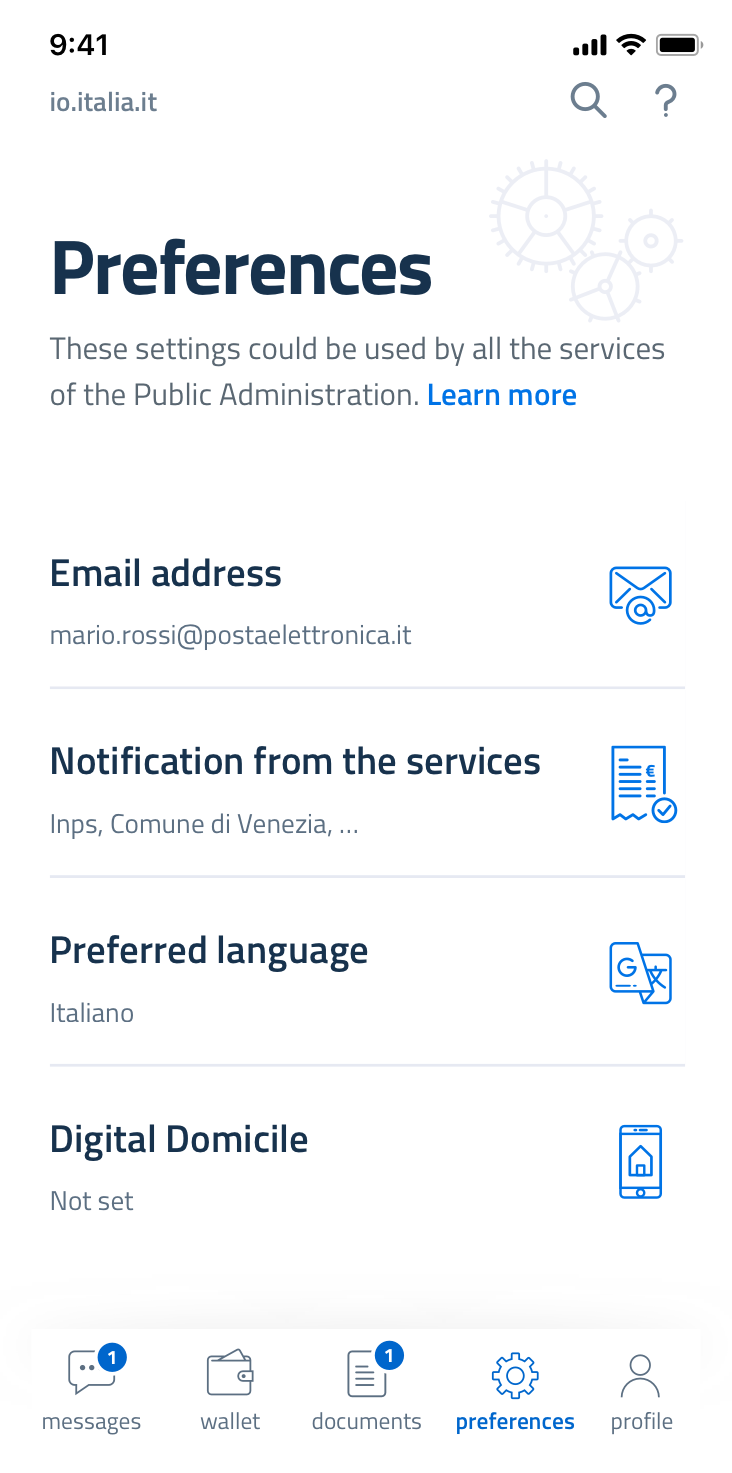 9:41
io.italia.it
Preferences
These settings could be used by all the services
of the Public Administration. Learn more
Email address
mario.rossi@postaelettronica.it
Notification from the services
€
Inps, Comune di Venezia, ...
Preferred language
G 文
Italiano
Digital Domicile
Not set
1
1
messages
wallet
documents
preferences
profile